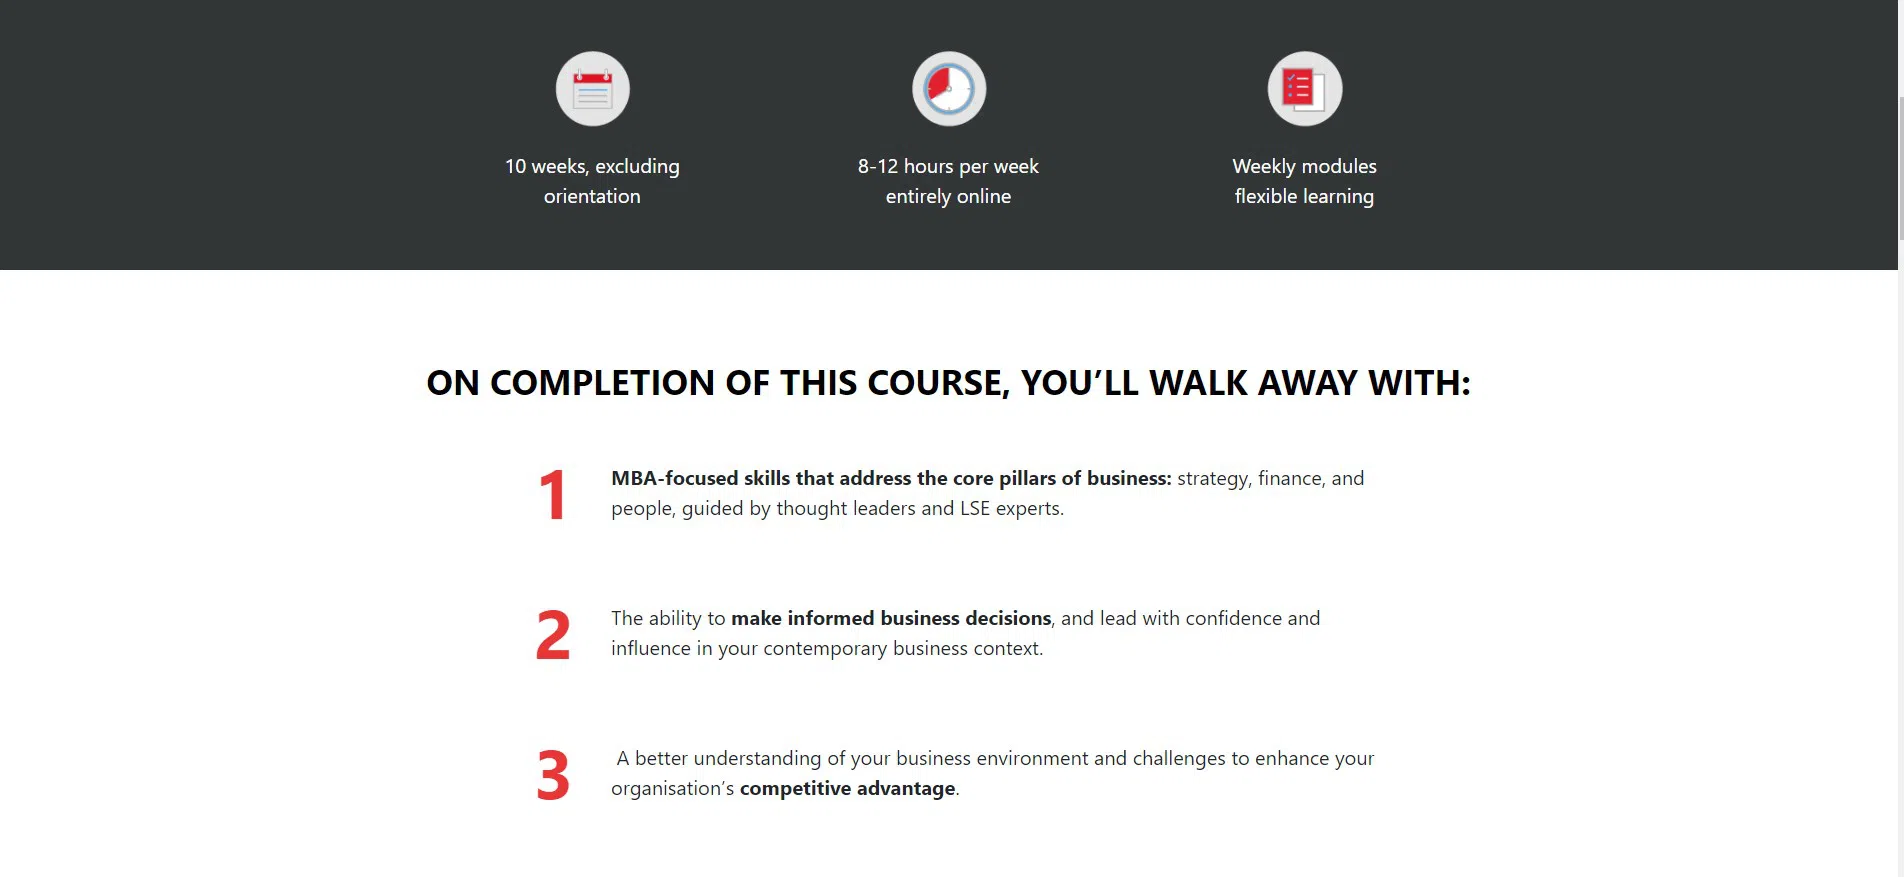 10 weeks, excluding
orientation
8-12 hours per week
entirely online
Weekly modules
flexible learning
ON COMPLETION OF THIS COURSE, YOU’LL WALK AWAY WITH:
1
MBA-focused skills that address the core pillars of business: strategy, finance, and
people, guided by thought leaders and LSE experts.
2
The ability to make informed business decisions, and lead with confidence and
influence in your contemporary business context.
3
A better understanding of your business environment and challenges to enhance your
organisation’s competitive advantage.